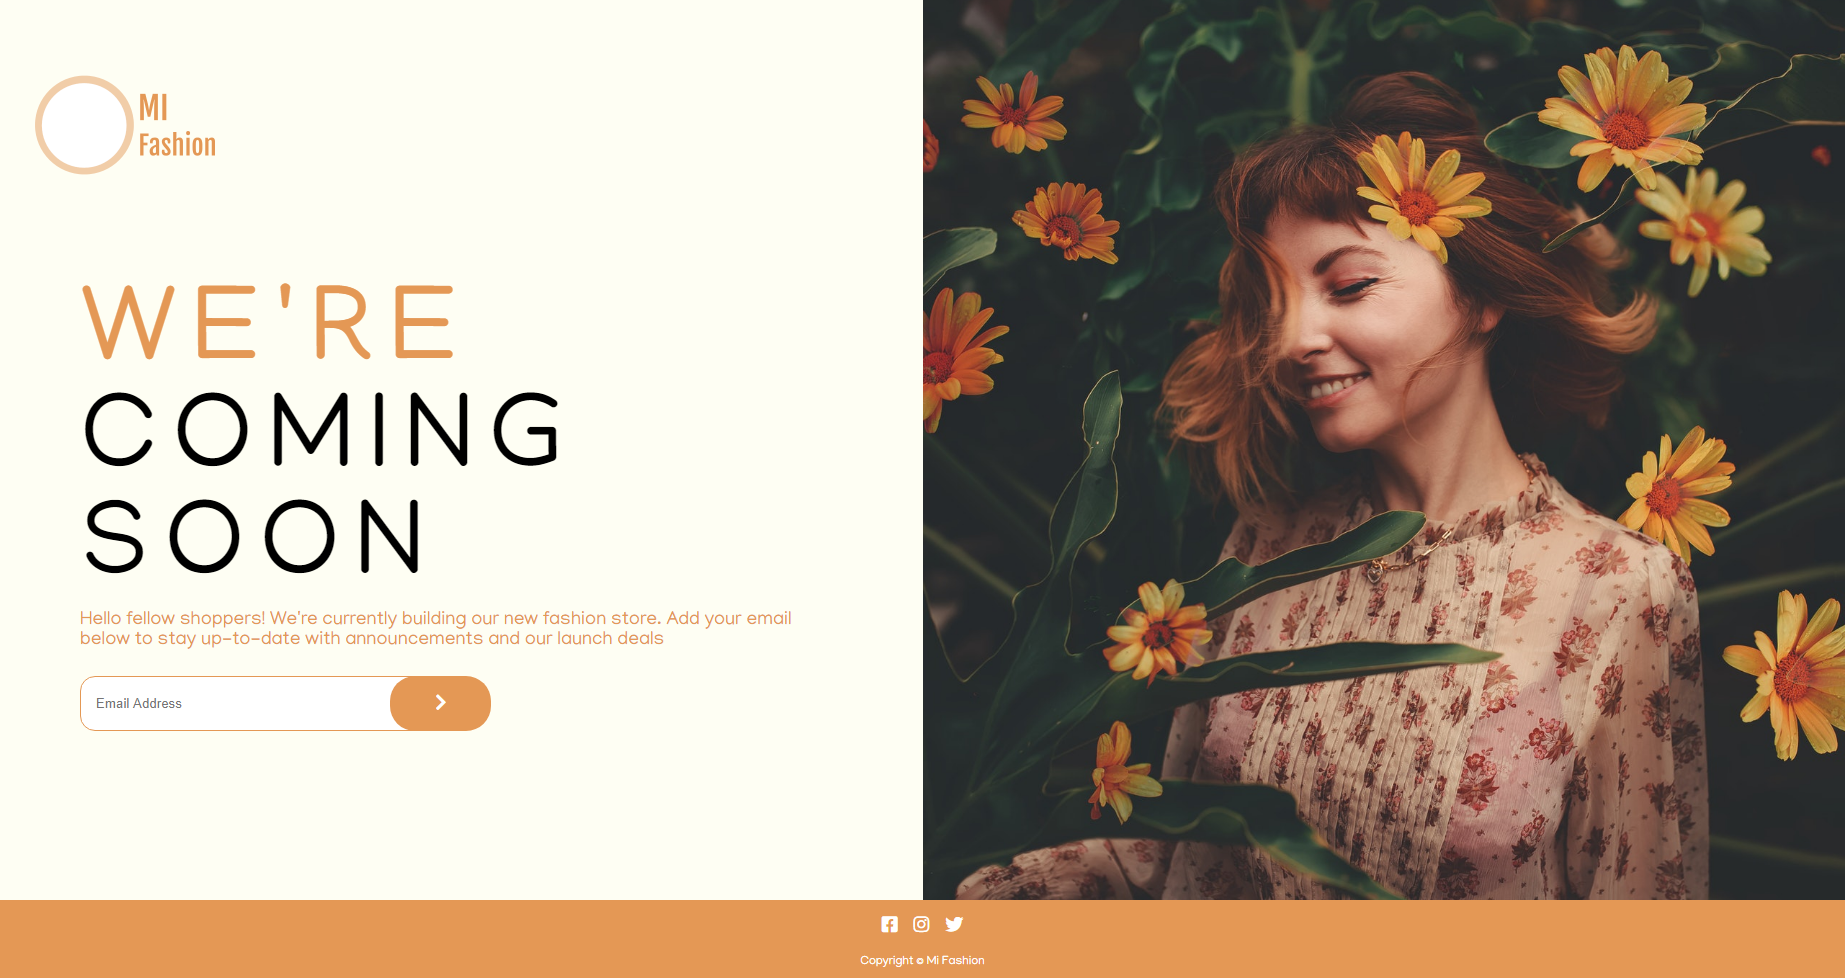 MI
Fashion
WE'RE
COMING
SOON
Hello fellow shoppers! We're currently building our new fashion store. Add your email
below to stay up-to-date with announcements and our launch deals
Email Address
Copyright © Mi Fashion